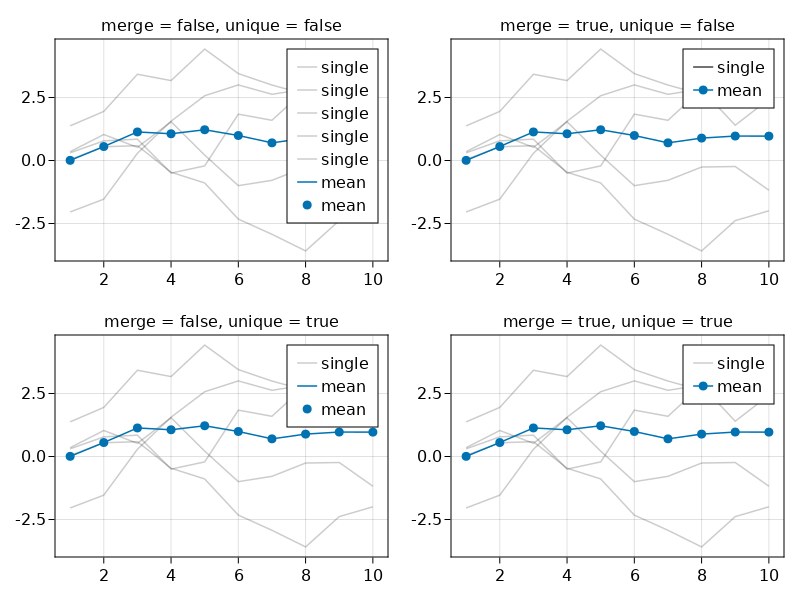 merge = false, unique = false
merge = true, unique = false
2.5
0.0
-2.5
single
single
single
single
single
mean
mean
2 4 6 8 10
2.5
0.0
-2.5
single
mean
2 4 6 8 10
merge = false, unique = true
merge = true, unique = true
2.5
0.0
-2.5
single
mean
mean
2 4 6 8 10
2.5
0.0
-2.5
single
mean
2 4 6 8 10